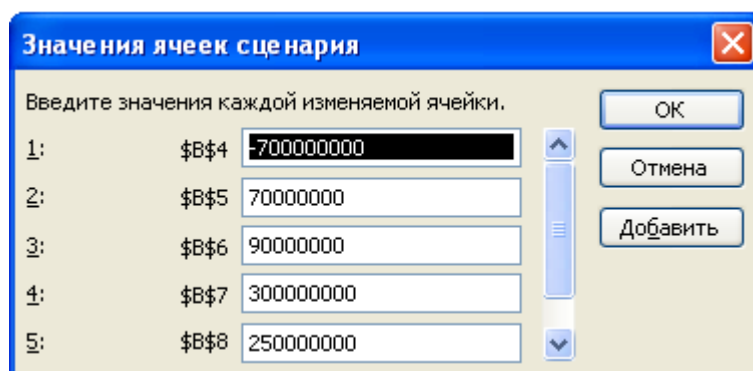 Значения ячеек сценария
Введите значения каждой изменяемой ячейки.
ОК
1: $B$4 -700000000
Отмена
2: $B$5 70000000
Добавить
3: $B$6 90000000
4: $B$7 300000000
5: $B$8 250000000